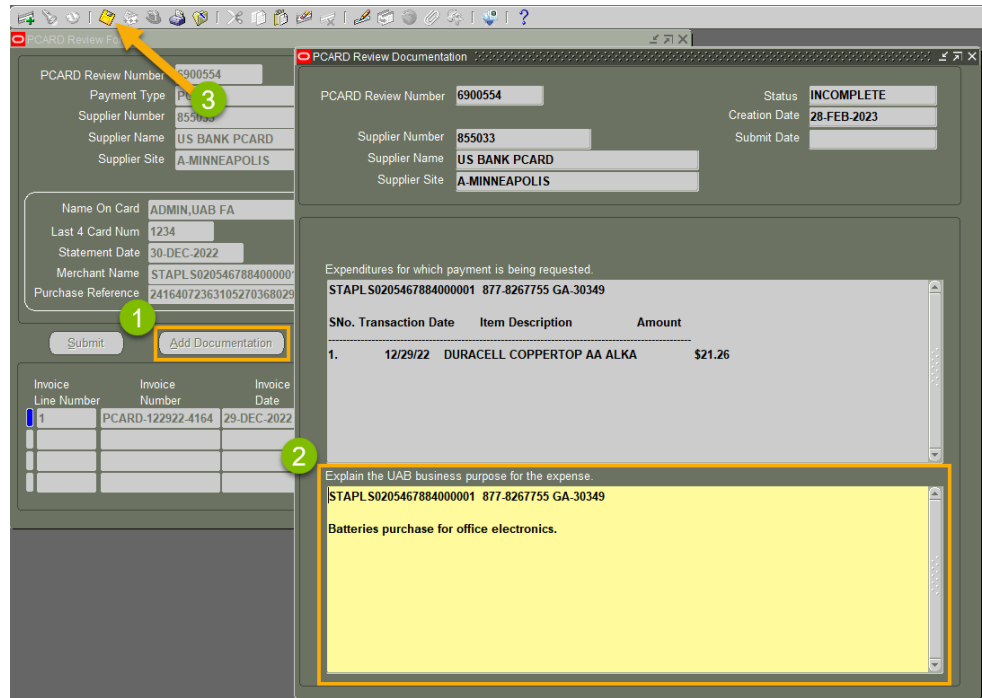 PCARD Review Fo
PCARD Review Number 6900554
Payment Type
Supplier Number 855033
Supplier Name US BANK PCARD
Supplier Site A-MINNEAPOLIS
Name On Card ADMIN,UAB FA
Last 4 Card Num 1234
Statement Date 30-DEC-2022
Merchant Name STAPLS0205467884000001
Purchase Reference 24164072363105270368029
Submit
Add Documentation
Invoice Line Number
Invoice Number
Invoice Date
1 PCARD-122922-4164 29-DEC-2022
1
2
3
PCARD Review Documentation
PCARD Review Number 6900554
Status INCOMPLETE
Creation Date 28-FEB-2023
Submit Date
Supplier Number 855033
Supplier Name US BANK PCARD
Supplier Site A-MINNEAPOLIS
Expenditures for which payment is being requested.
STAPLS0205467884000001 877-8267755 GA-30349
SNo. Transaction Date Item Description Amount
1. 12/29/22 DURACELL COPPERTOP AA ALKA $21.26
Explain the UAB business purpose for the expense.
STAPLS0205467884000001 877-8267755 GA-30349
Batteries purchase for office electronics.